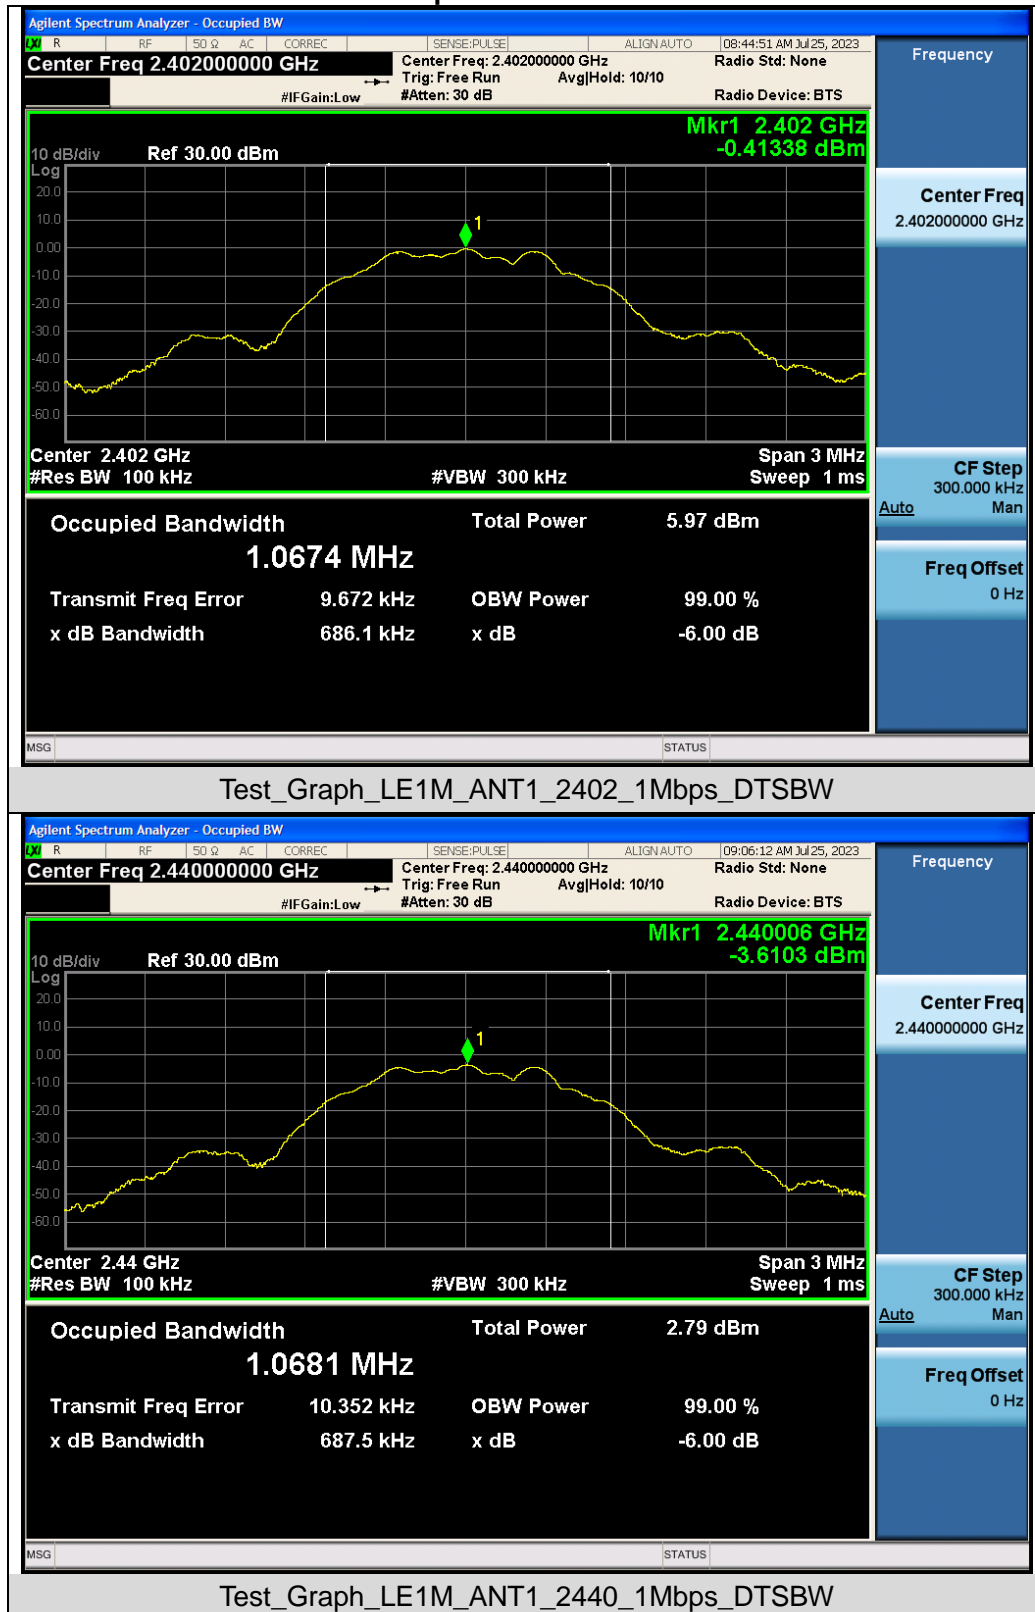 Agilent Spectrum Analyzer - Occupied BW
LXI R RF 50 Ω AC CORREC SENSE:PULSE ALIGN AUTO 08:44:51 AM Jul 25, 2023
Center Freq 2.402000000 GHz
Center Freq: 2.402000000 GHz Radio Std: None
Trig: Free Run Avg|Hold: 10/10
#IFGain:Low #Atten: 30 dB Radio Device: BTS
Frequency
Mkr1 2.402 GHz
-0.41338 dBm
10 dB/div Ref 30.00 dBm
Log
20.0
10.0
0.00
-10.0
-20.0
-30.0
-40.0
-50.0
-60.0
1
Center 2.402 GHz Span 3 MHz
#Res BW 100 kHz #VBW 300 kHz Sweep 1 ms
Center Freq
2.402000000 GHz
CF Step
300.000 kHz
Auto Man
Freq Offset
0 Hz
Occupied Bandwidth Total Power 5.97 dBm
1.0674 MHz
Transmit Freq Error 9.672 kHz OBW Power 99.00 %
x dB Bandwidth 686.1 kHz x dB -6.00 dB
MSG STATUS
Test_Graph_LE1M_ANT1_2402_1Mbps_DTSBW
Agilent Spectrum Analyzer - Occupied BW
LXI R RF 50 Ω AC CORREC SENSE:PULSE ALIGN AUTO 09:06:12 AM Jul 25, 2023
Center Freq 2.440000000 GHz
Center Freq: 2.440000000 GHz Radio Std: None
Trig: Free Run Avg|Hold: 10/10
#IFGain:Low #Atten: 30 dB Radio Device: BTS
Frequency
Mkr1 2.440006 GHz
-3.6103 dBm
10 dB/div Ref 30.00 dBm
Log
20.0
10.0
0.00
-10.0
-20.0
-30.0
-40.0
-50.0
-60.0
1
Center 2.44 GHz Span 3 MHz
#Res BW 100 kHz #VBW 300 kHz Sweep 1 ms
Center Freq
2.440000000 GHz
CF Step
300.000 kHz
Auto Man
Freq Offset
0 Hz
Occupied Bandwidth Total Power 2.79 dBm
1.0681 MHz
Transmit Freq Error 10.352 kHz OBW Power 99.00 %
x dB Bandwidth 687.5 kHz x dB -6.00 dB
MSG STATUS
Test_Graph_LE1M_ANT1_2440_1Mbps_DTSBW